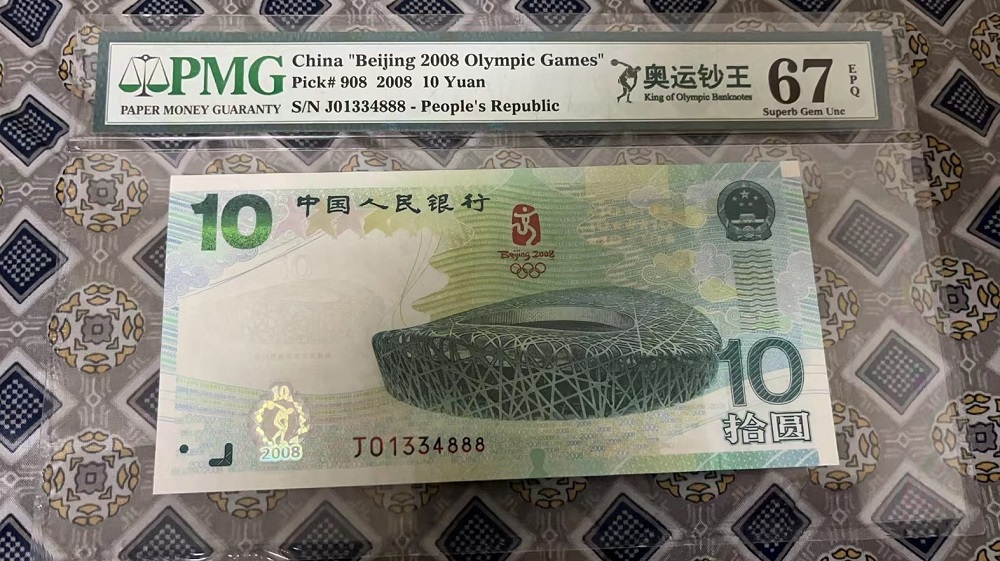 PMG
PAPER MONEY GUARANTY
China "Beijing 2008 Olympic Games"
Pick# 908 2008 10 Yuan
S/N J01334888 - People's Republic
奥运钞王
King of Olympic Banknotes
67
EPQ
Superb Gem Unc
10
中国人民银行
Beijing 2008
10
2008
J01334888
10
拾圆